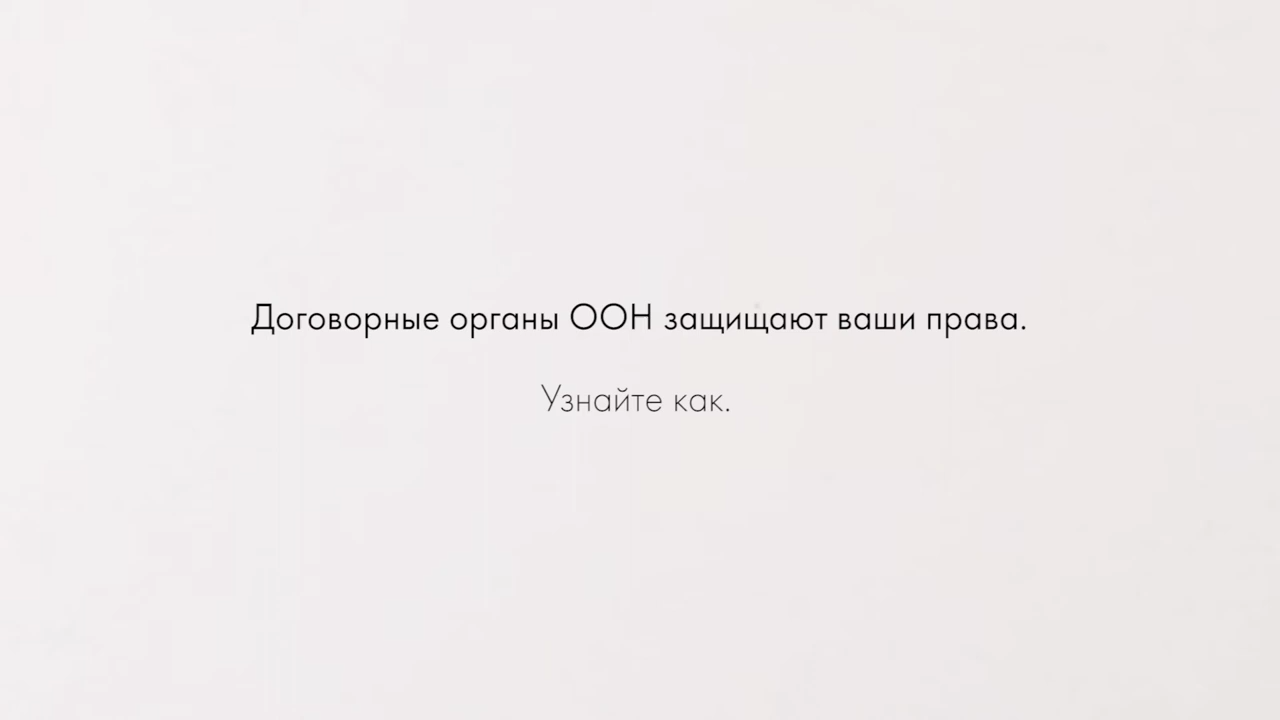 Договорные органы ООН защищают ваши права.
Узнайте как.